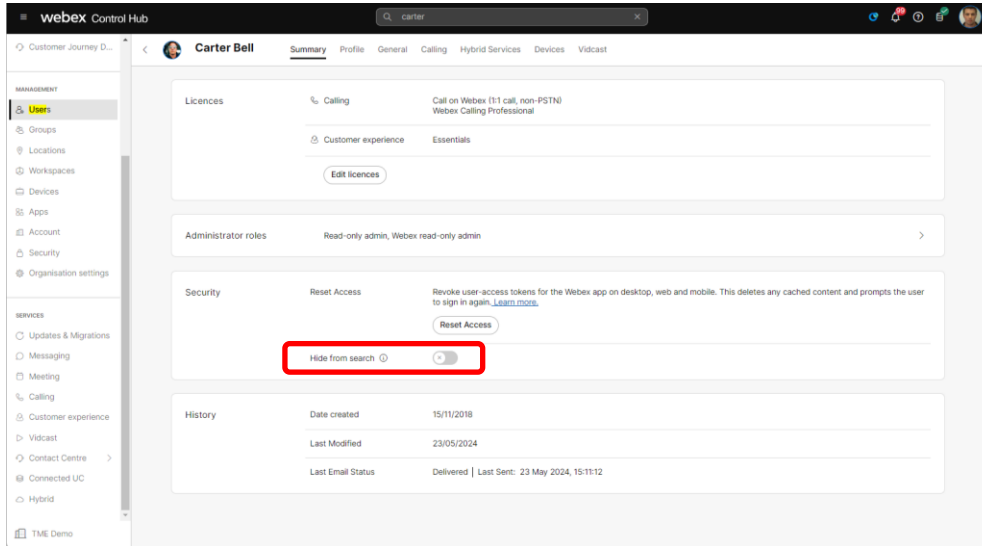 webex Control Hub
carter
99
Customer Journey D...
Carter Bell
Summary Profile General Calling Hybrid Services Devices Vidcast
MANAGEMENT
Users
Groups
Locations
Workspaces
Devices
Apps
Account
Security
Organisation settings
SERVICES
Updates & Migrations
Messaging
Meeting
Calling
Customer experience
Vidcast
Contact Centre
Connected UC
Hybrid
TME Demo
Licences
Calling
Call on Webex (1:1 call, non-PSTN)
Webex Calling Professional
Customer experience
Essentials
Edit licences
Administrator roles
Read-only admin, Webex read-only admin
Security
Reset Access
Revoke user-access tokens for the Webex app on desktop, web and mobile. This deletes any cached content and prompts the user
to sign in again. Learn more.
Reset Access
Hide from search
History
Date created
15/11/2018
Last Modified
23/05/2024
Last Email Status
Delivered | Last Sent: 23 May 2024, 15:11:12